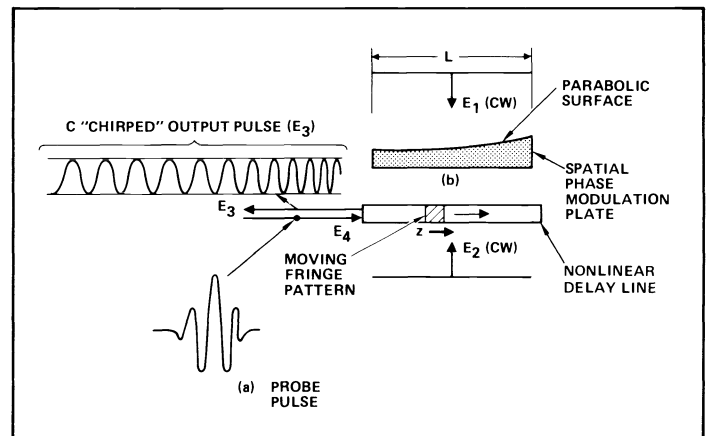 L
E1 (CW)
PARABOLIC
SURFACE
C "CHIRPED" OUTPUT PULSE (E3)
(b)
SPATIAL
PHASE
MODULATION
PLATE
E3
E4
z
E2 (CW)
MOVING
FRINGE
PATTERN
NONLINEAR
DELAY LINE
(a) PROBE
PULSE